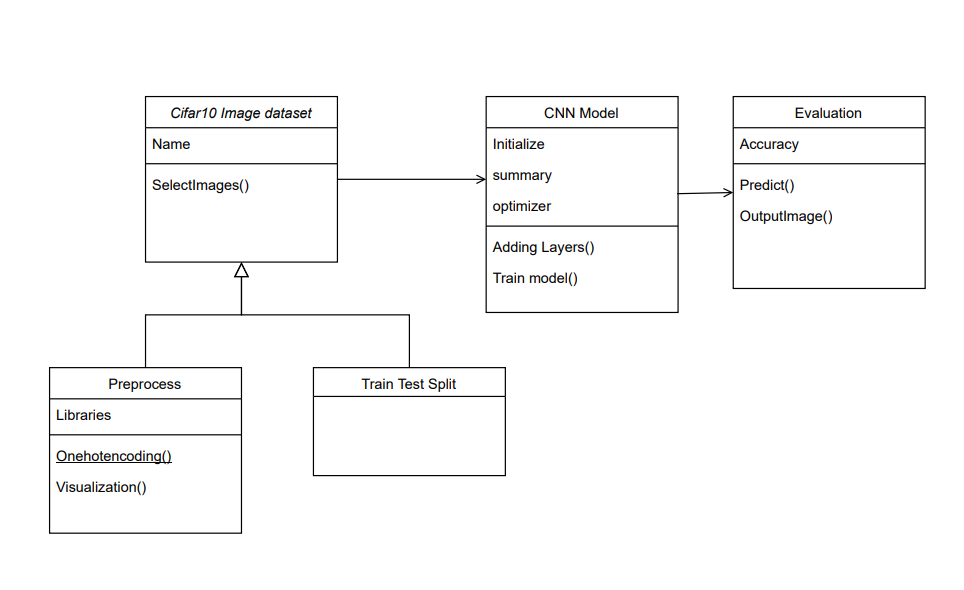 Cifar10 Image dataset
Name
SelectImages()
CNN Model
Initialize
summary
optimizer
Adding Layers()
Train model()
Evaluation
Accuracy
Predict()
OutputImage()
Preprocess
Libraries
Onehotencoding()
Visualization()
Train Test Split